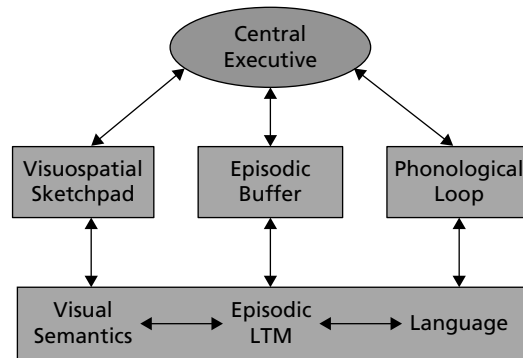 Central
Executive
Visuospatial
Sketchpad
Episodic
Buffer
Phonological
Loop
Visual
Semantics
Episodic
LTM
Language